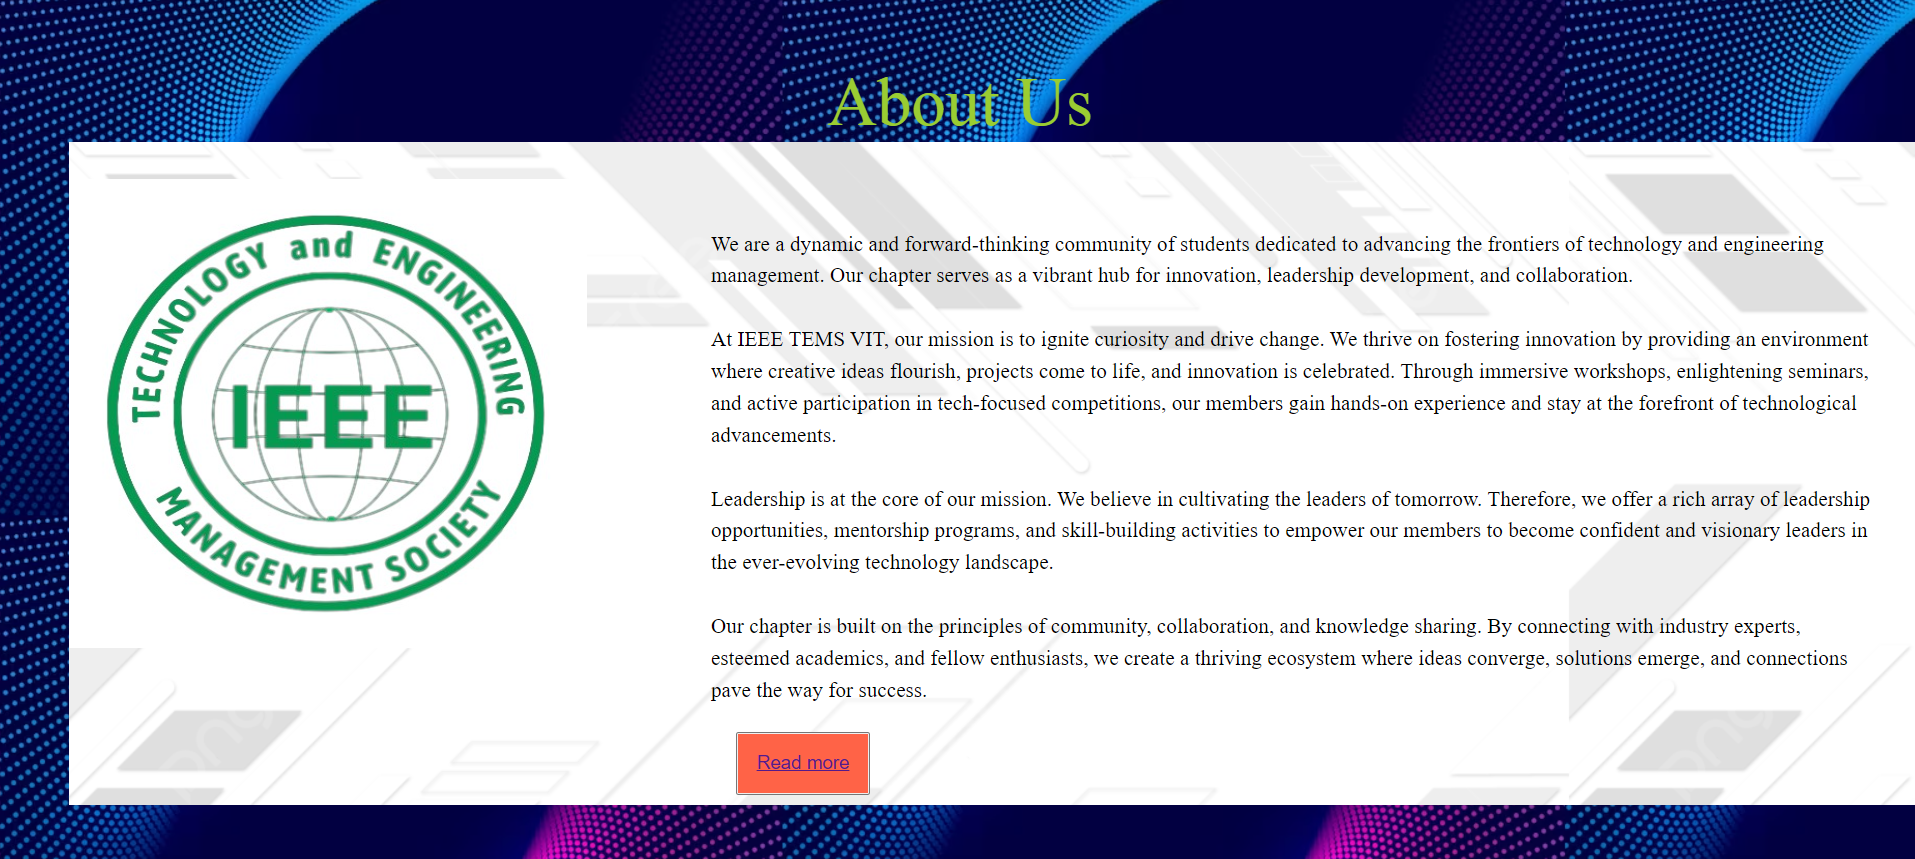 About Us
TECHNOLOGY and ENGINEERING
IEEE
MANAGEMENT SOCIETY
We are a dynamic and forward-thinking community of students dedicated to advancing the frontiers of technology and engineering
management. Our chapter serves as a vibrant hub for innovation, leadership development, and collaboration.
At IEEE TEMS VIT, our mission is to ignite curiosity and drive change. We thrive on fostering innovation by providing an environment
where creative ideas flourish, projects come to life, and innovation is celebrated. Through immersive workshops, enlightening seminars,
and active participation in tech-focused competitions, our members gain hands-on experience and stay at the forefront of technological
advancements.
Leadership is at the core of our mission. We believe in cultivating the leaders of tomorrow. Therefore, we offer a rich array of leadership
opportunities, mentorship programs, and skill-building activities to empower our members to become confident and visionary leaders in
the ever-evolving technology landscape.
Our chapter is built on the principles of community, collaboration, and knowledge sharing. By connecting with industry experts,
esteemed academics, and fellow enthusiasts, we create a thriving ecosystem where ideas converge, solutions emerge, and connections
pave the way for success.
Read more